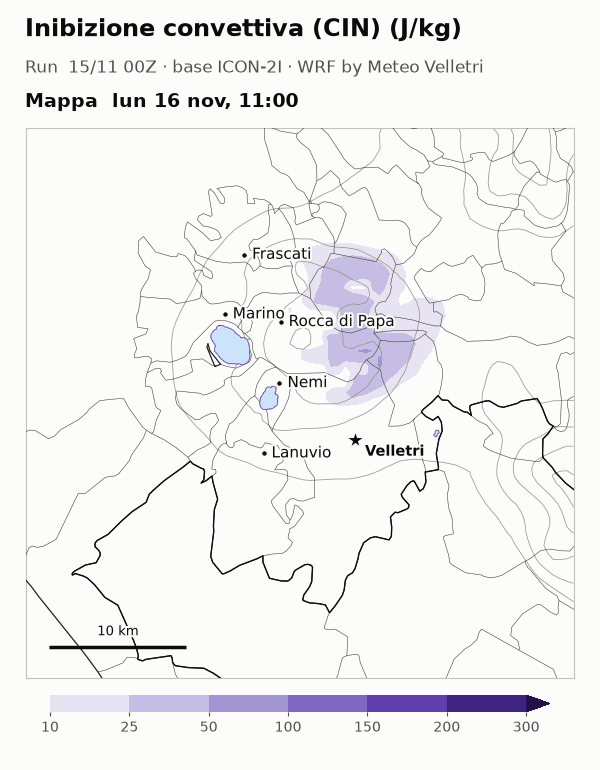 Inibizione convettiva (CIN) (J/kg)
Run  15/11 00Z · base ICON-2I · WRF by Meteo Velletri
Mappa  lun 16 nov, 11:00
Frascati
Marino
Rocca di Papa
Nemi
Velletri
Lanuvio
10 km
10 25 50 100 150 200 300